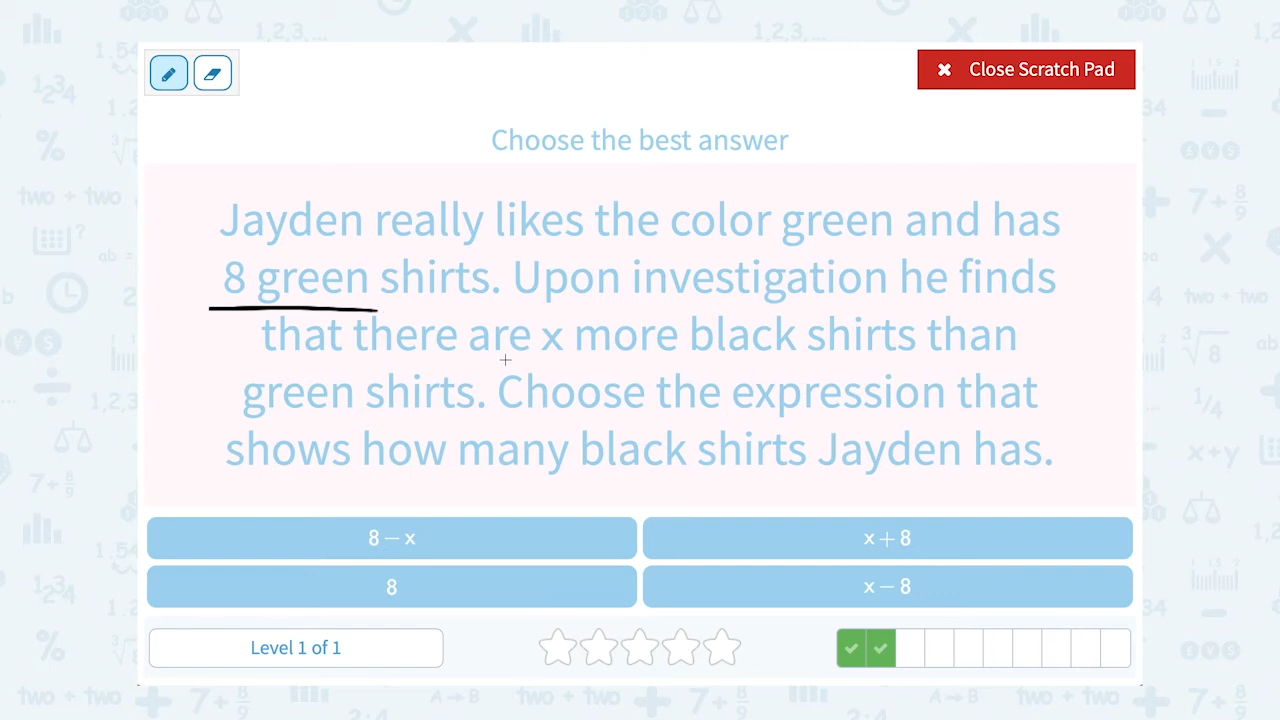 Close Scratch Pad
Choose the best answer
Jayden really likes the color green and has
8 green shirts. Upon investigation he finds
that there are x more black shirts than
green shirts. Choose the expression that
shows how many black shirts Jayden has.
8 − x
x + 8
8
x − 8
Level 1 of 1